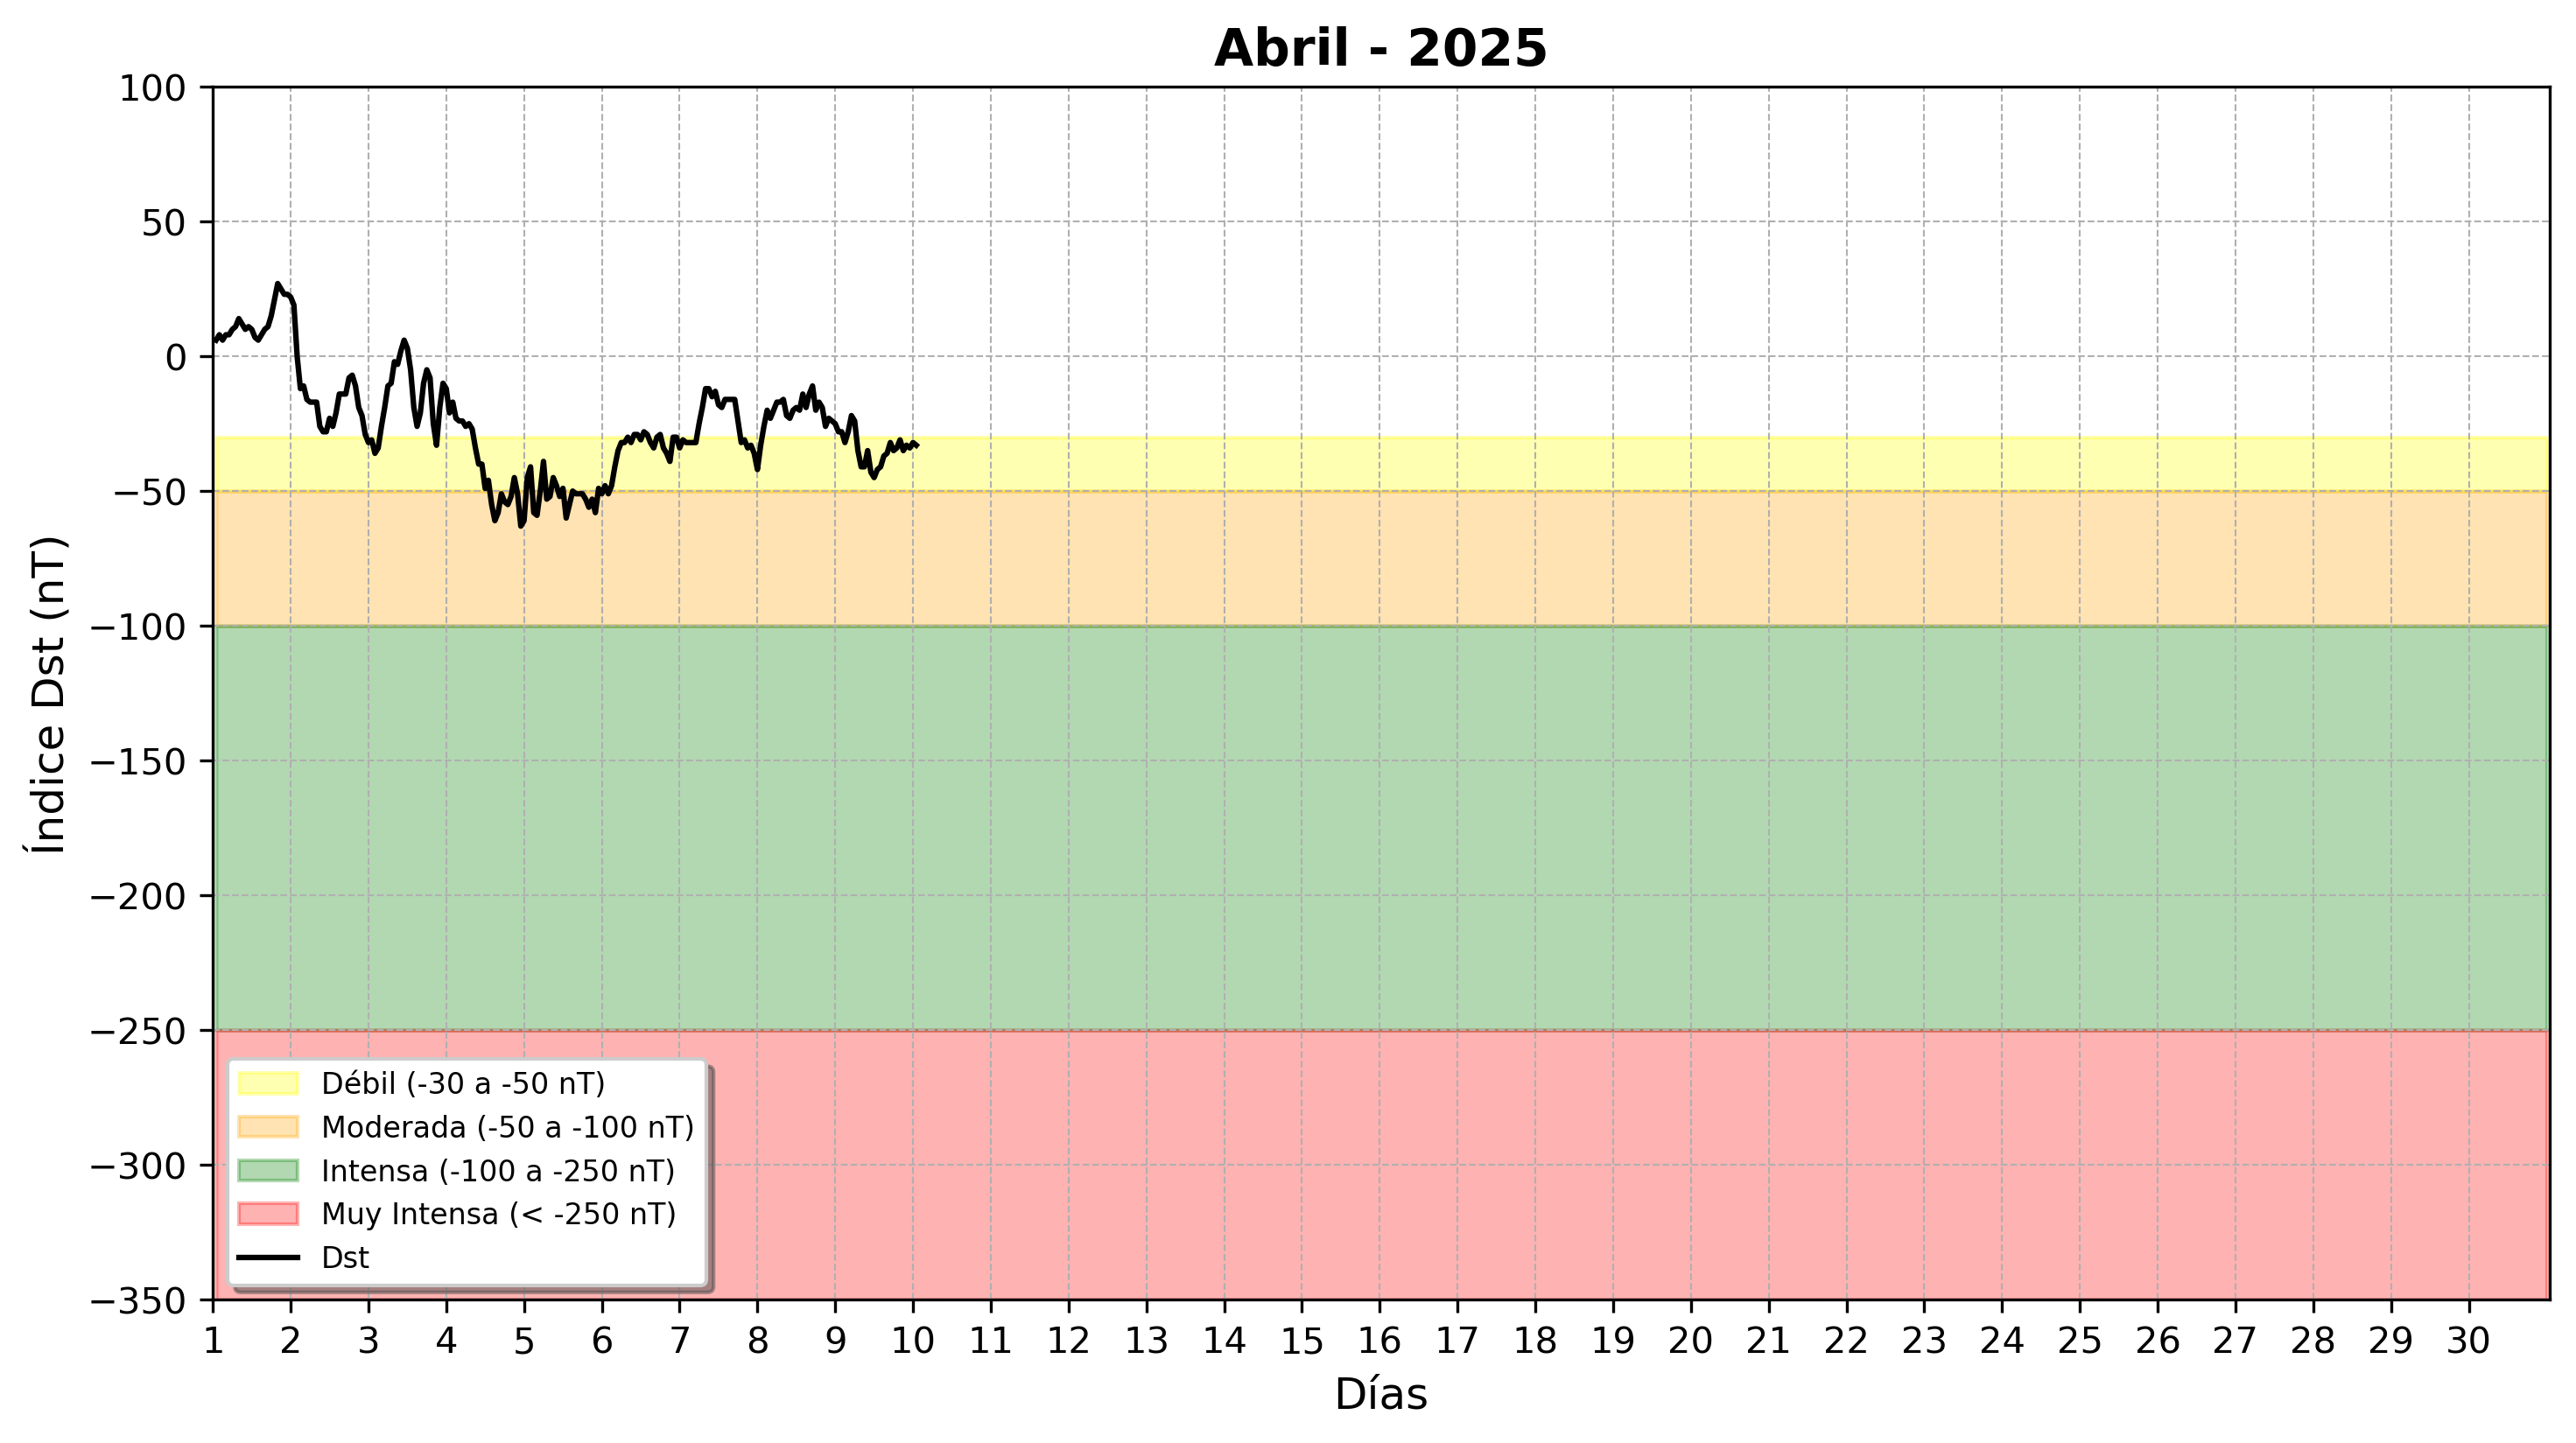 Abril - 2025
100
50
0
−50
−100
−150
−200
−250
−300
−350
Índice Dst (nT)
Débil (-30 a -50 nT)
Moderada (-50 a -100 nT)
Intensa (-100 a -250 nT)
Muy Intensa (< -250 nT)
Dst
1 2 3 4 5 6 7 8 9 10 11 12 13 14 15 16 17 18 19 20 21 22 23 24 25 26 27 28 29 30
Días